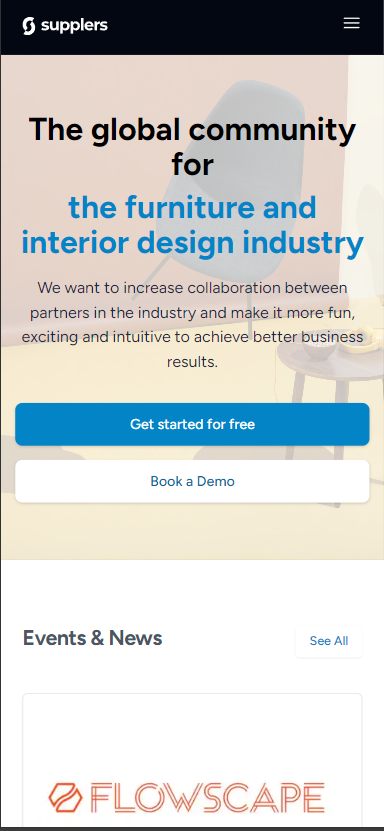 supplers
The global community
for
the furniture and
interior design industry
We want to increase collaboration between
partners in the industry and make it more fun,
exciting and intuitive to achieve better business
results.
Get started for free
Book a Demo
Events & News
See All
FLOWSCAPE